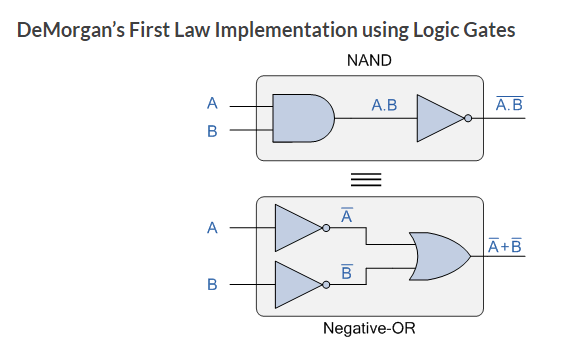 DeMorgan's First Law Implementation using Logic Gates
NAND
A
A.B
A̅.̅B̅
B
≡
A̅
A
A̅+B̅
B̅
B
Negative-OR